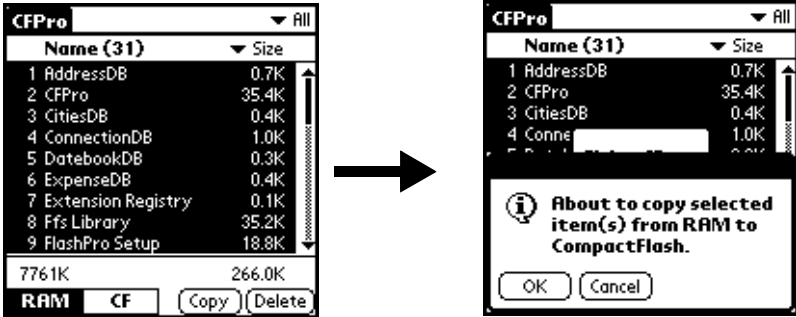 CFPro All
Name (31) Size
1 AddressDB 0.7K
2 CFPro 35.4K
3 CitiesDB 0.4K
4 ConnectionDB 1.0K
5 DatebookDB 0.3K
6 ExpenseDB 0.4K
7 Extension Registry 0.1K
8 Ffs Library 35.2K
9 FlashPro Setup 18.8K
7761K 266.0K
RAM CF Copy Delete
CFPro All
Name (31) Size
1 AddressDB 0.7K
2 CFPro 35.4K
3 CitiesDB 0.4K
4 Conne 1.0K
About to copy selected
item(s) from RAM to
CompactFlash.
OK Cancel